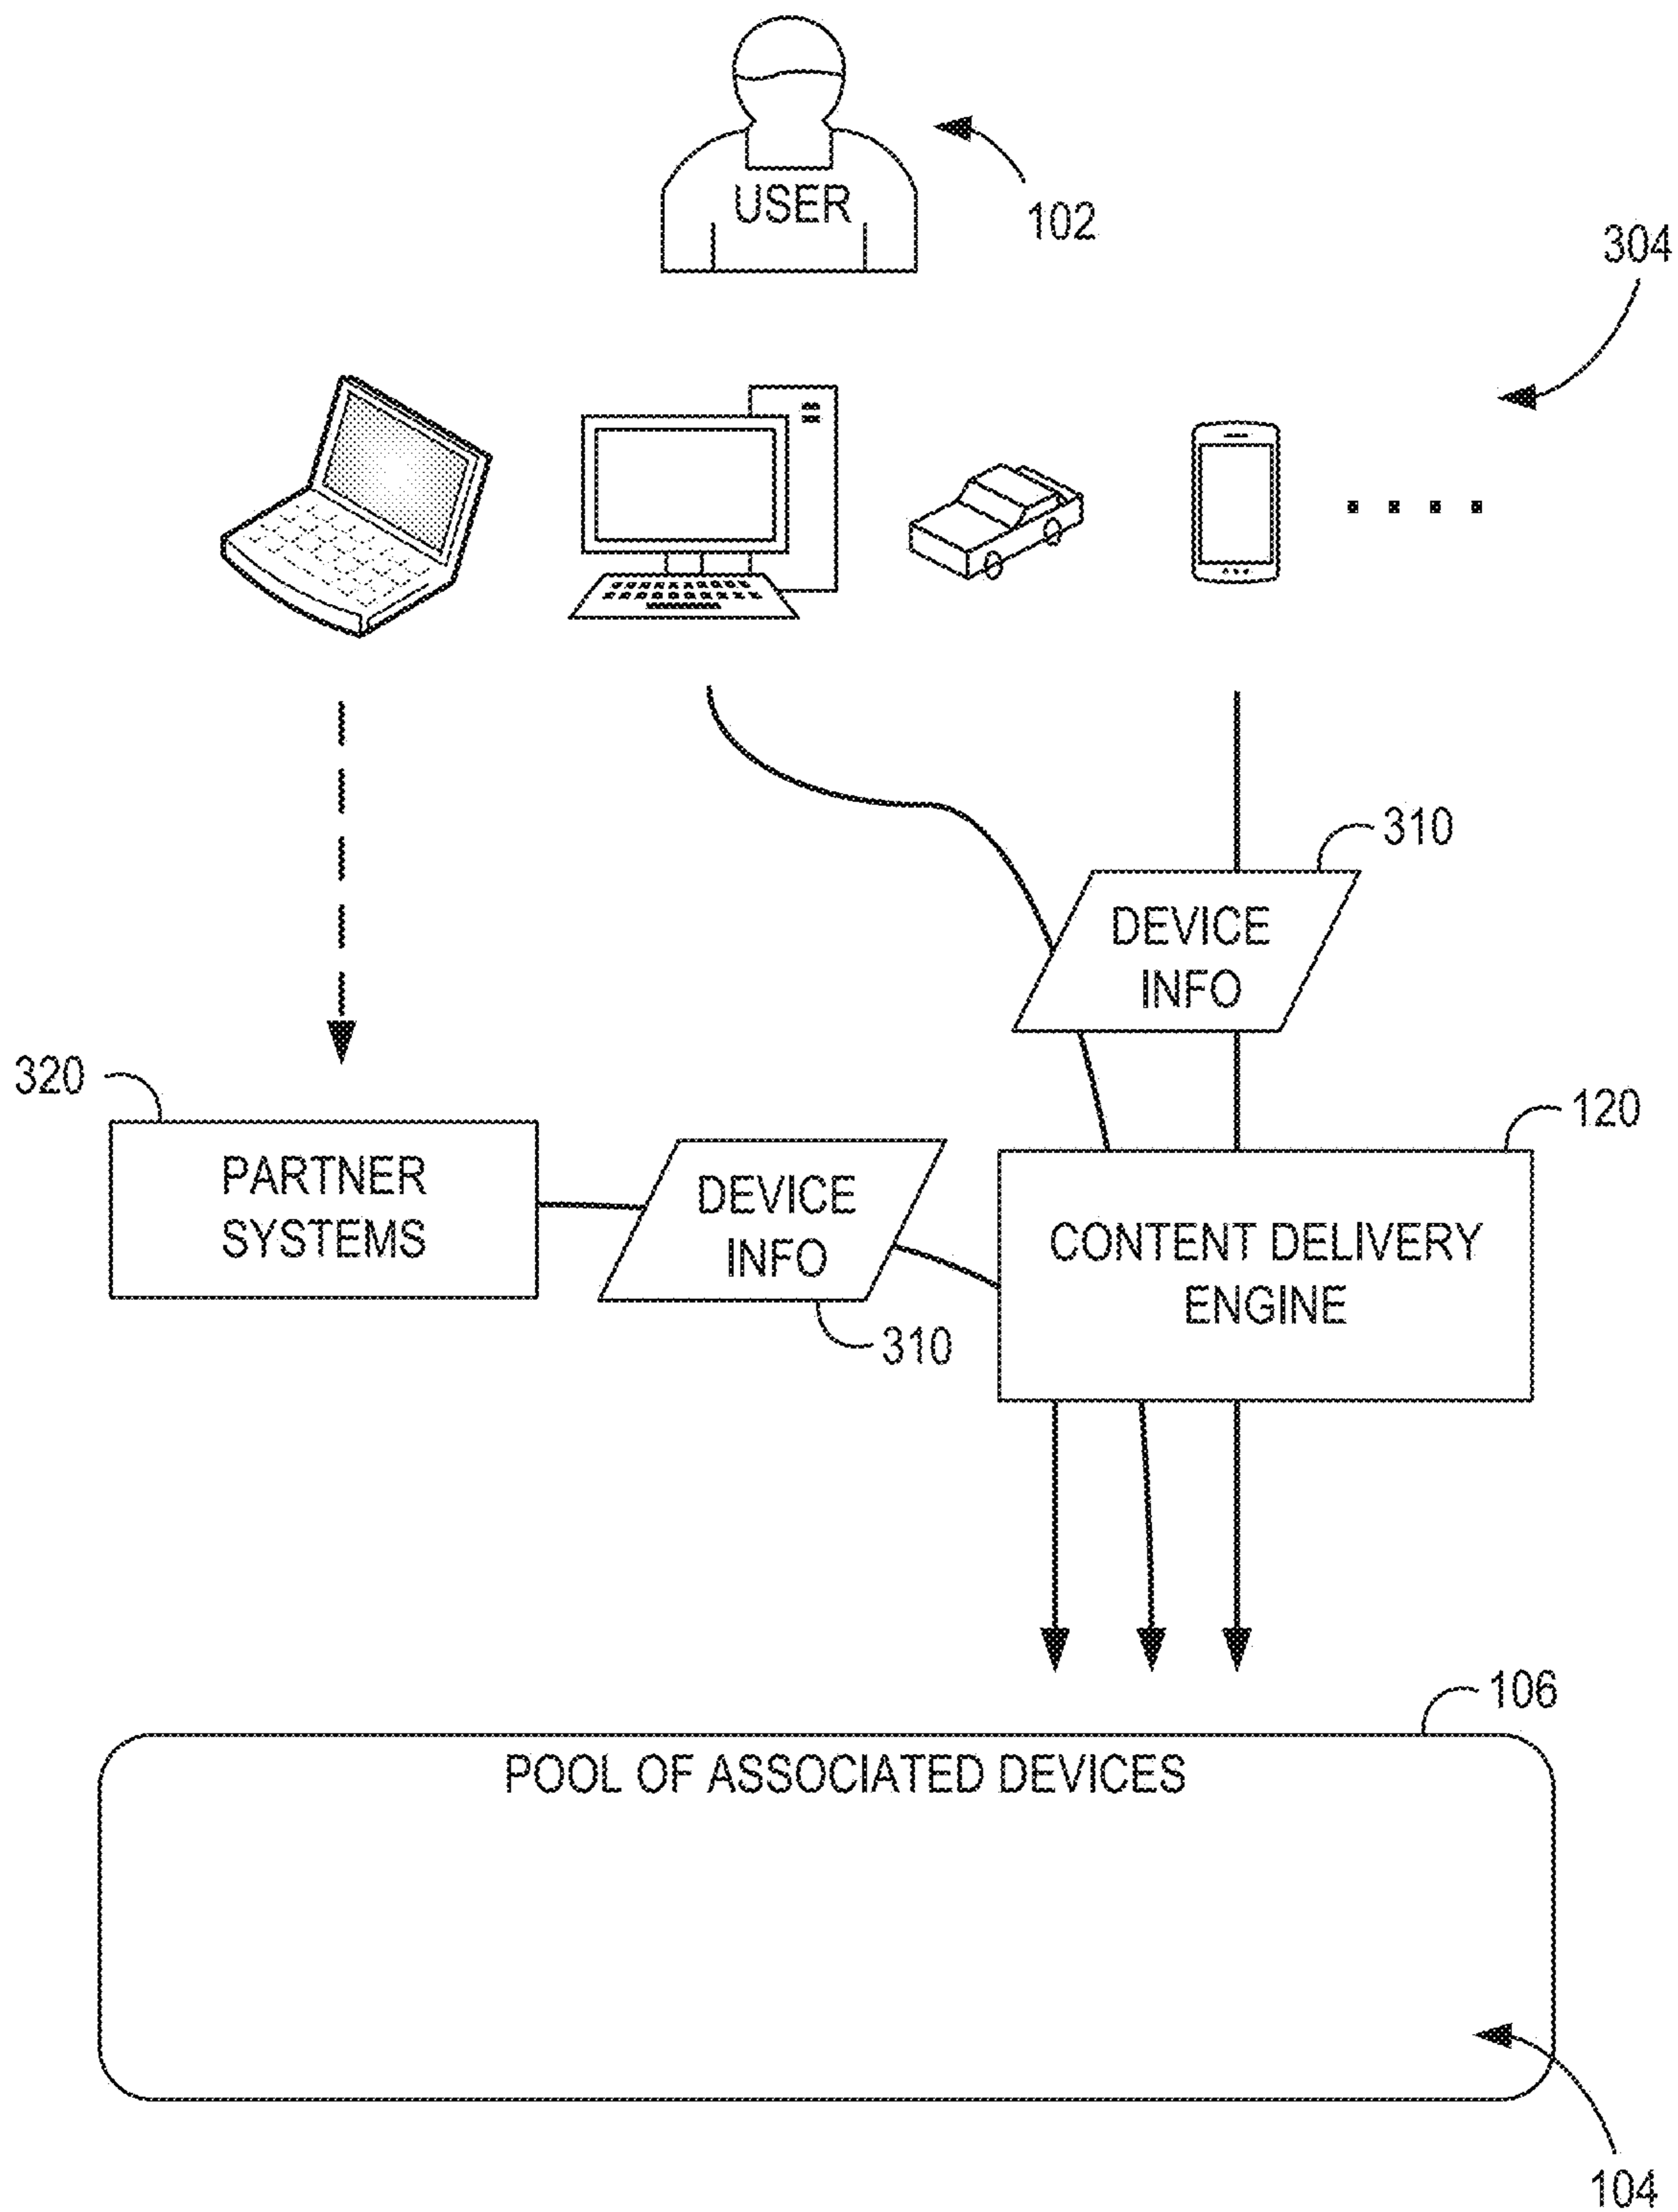 USER
102
304
310
DEVICE
INFO
320
120
PARTNER
SYSTEMS
DEVICE
INFO
CONTENT DELIVERY
ENGINE
310
106
POOL OF ASSOCIATED DEVICES
104